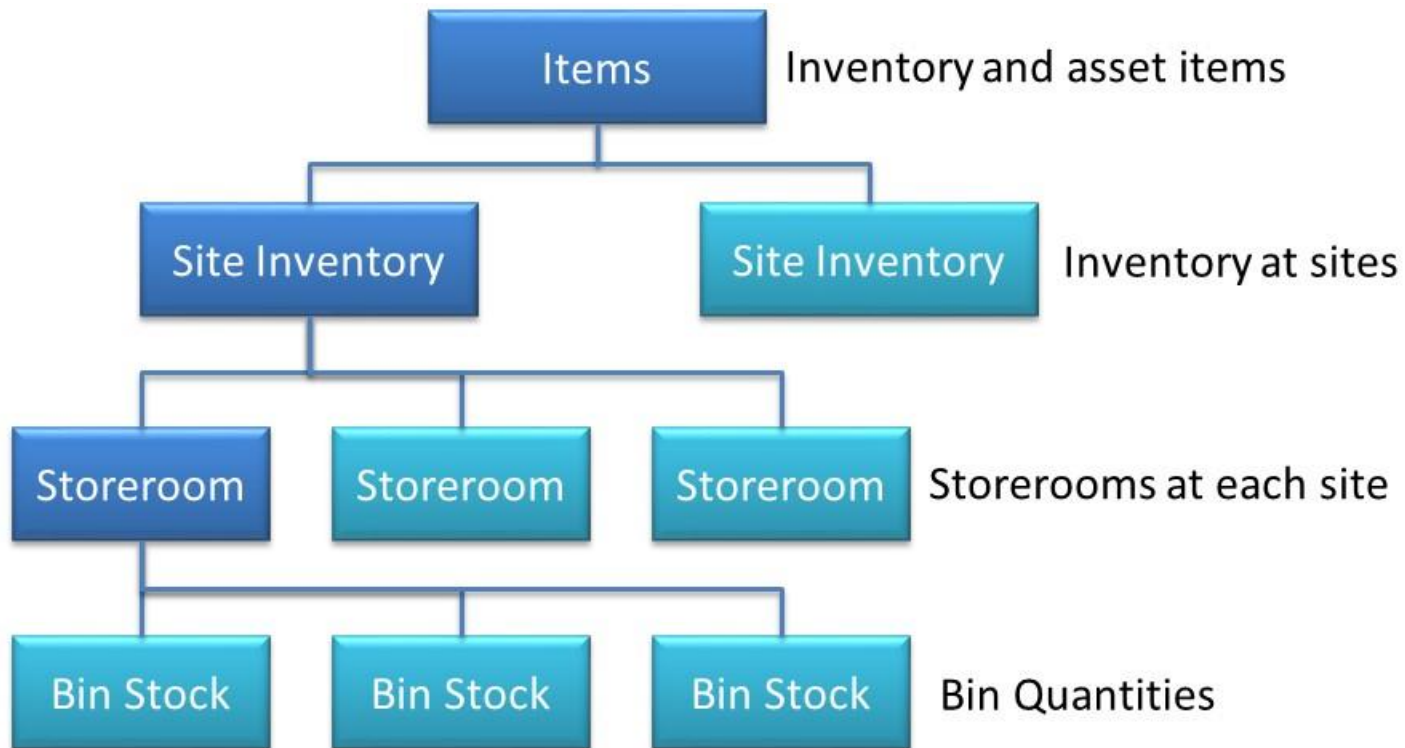 Items
Inventory and asset items
Site Inventory
Site Inventory
Inventory at sites
Storeroom
Storeroom
Storeroom
Storerooms at each site
Bin Stock
Bin Stock
Bin Stock
Bin Quantities